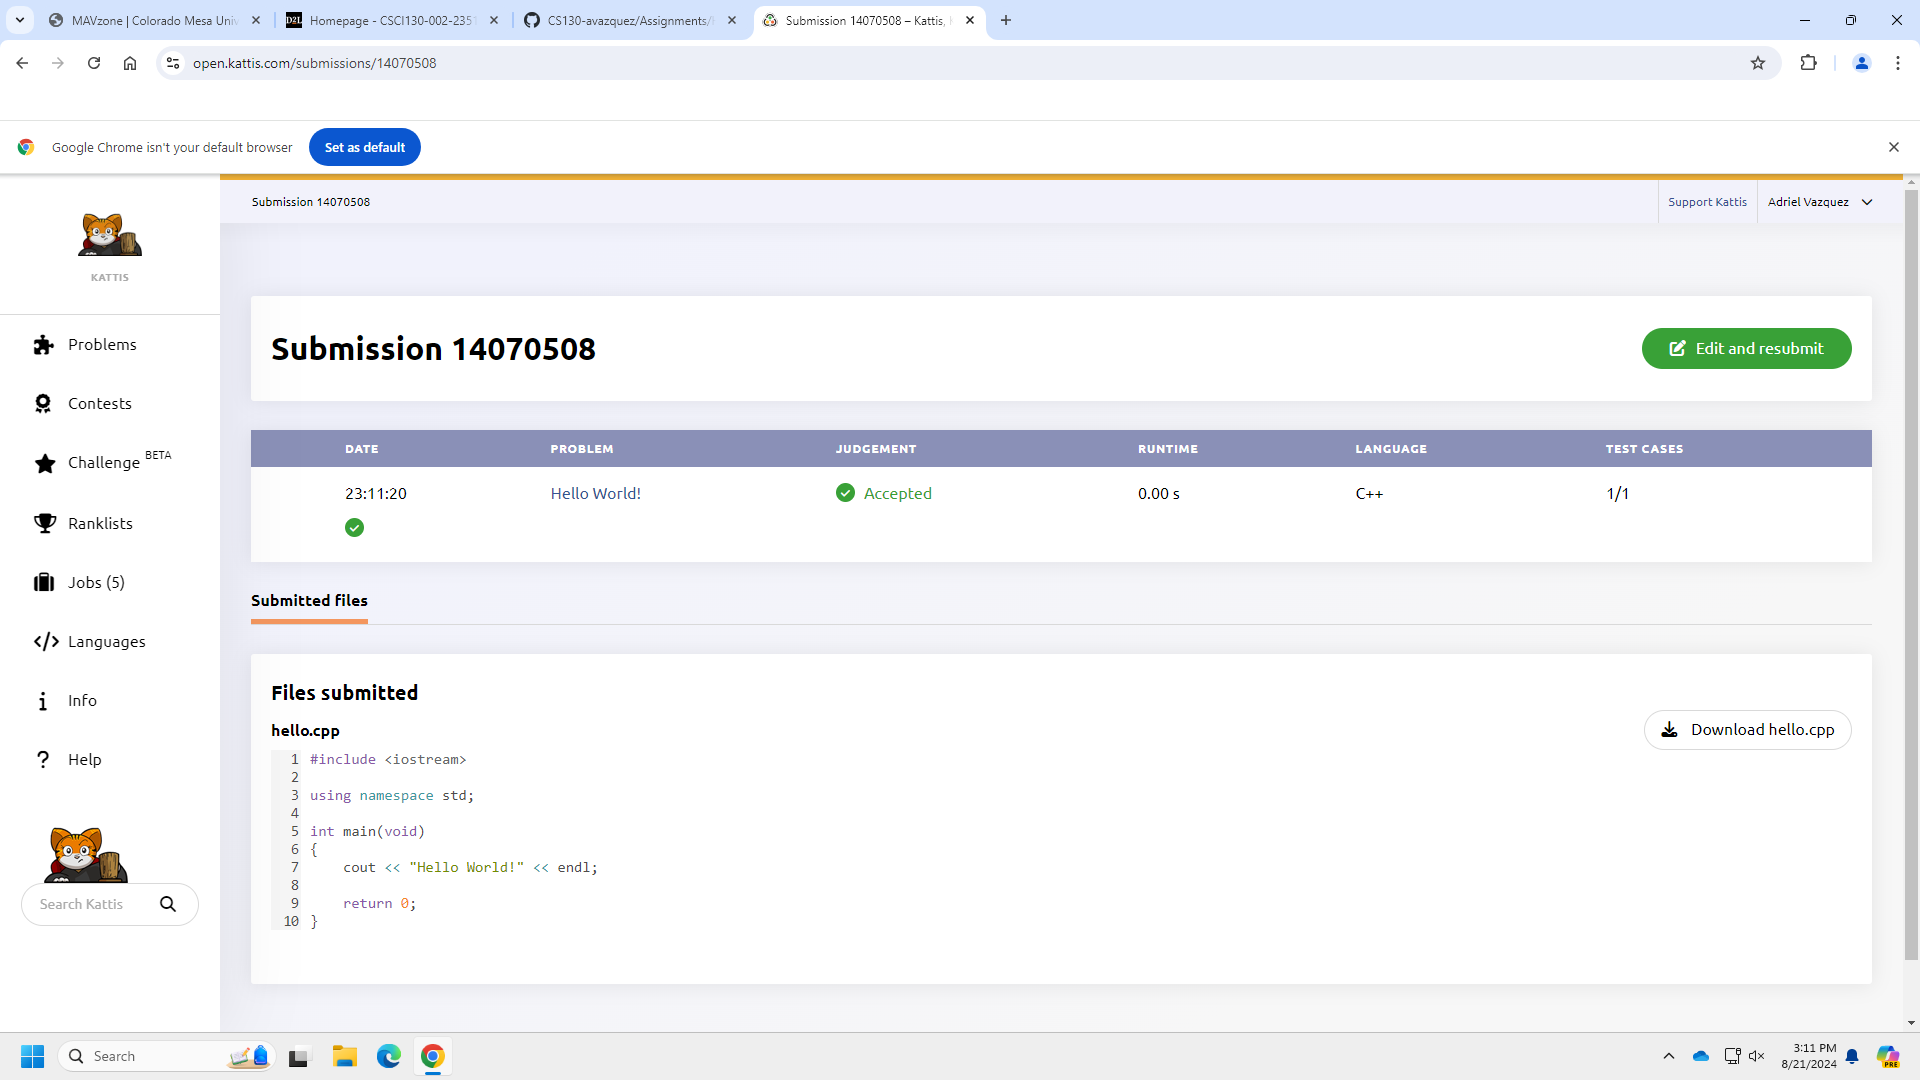 MAVzone | Colorado Mesa Univ
Homepage - CSCI130-002-2351
CS130-avazquez/Assignments/
Submission 14070508 – Kattis,
open.kattis.com/submissions/14070508
Google Chrome isn't your default browser
Set as default
Submission 14070508
Support Kattis
Adriel Vazquez
KATTIS
Problems
Contests
Challenge BETA
Ranklists
Jobs (5)
Languages
Info
Help
Search Kattis
Submission 14070508
Edit and resubmit
DATE PROBLEM JUDGEMENT RUNTIME LANGUAGE TEST CASES
23:11:20 Hello World! Accepted 0.00 s C++ 1/1
Submitted files
Files submitted
hello.cpp
Download hello.cpp
1 #include <iostream>
2
3 using namespace std;
4
5 int main(void)
6 {
7 cout << "Hello World!" << endl;
8
9 return 0;
10 }
Search
3:11 PM
8/21/2024
PRE